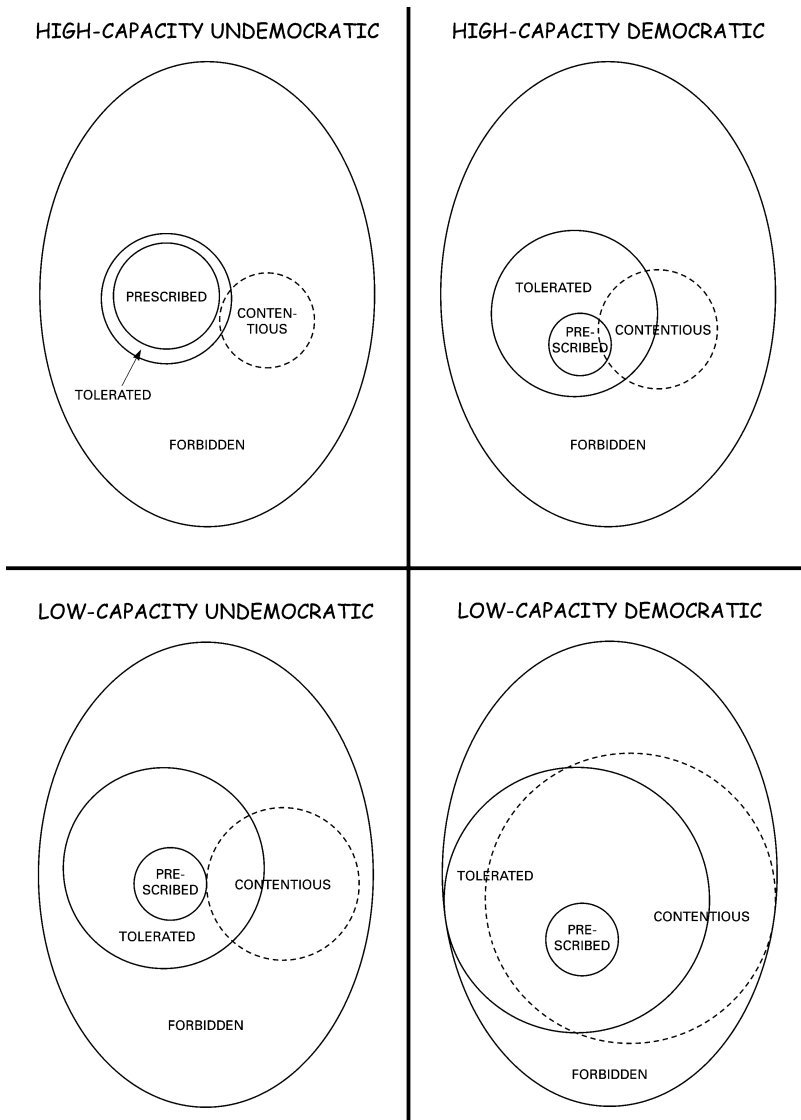 HIGH-CAPACITY UNDEMOCRATIC
PRESCRIBED
CONTEN-
TIOUS
TOLERATED
FORBIDDEN
HIGH-CAPACITY DEMOCRATIC
TOLERATED
PRE-
SCRIBED
CONTENTIOUS
FORBIDDEN
LOW-CAPACITY UNDEMOCRATIC
PRE-
SCRIBED
CONTENTIOUS
TOLERATED
FORBIDDEN
LOW-CAPACITY DEMOCRATIC
TOLERATED
CONTENTIOUS
PRE-
SCRIBED
FORBIDDEN